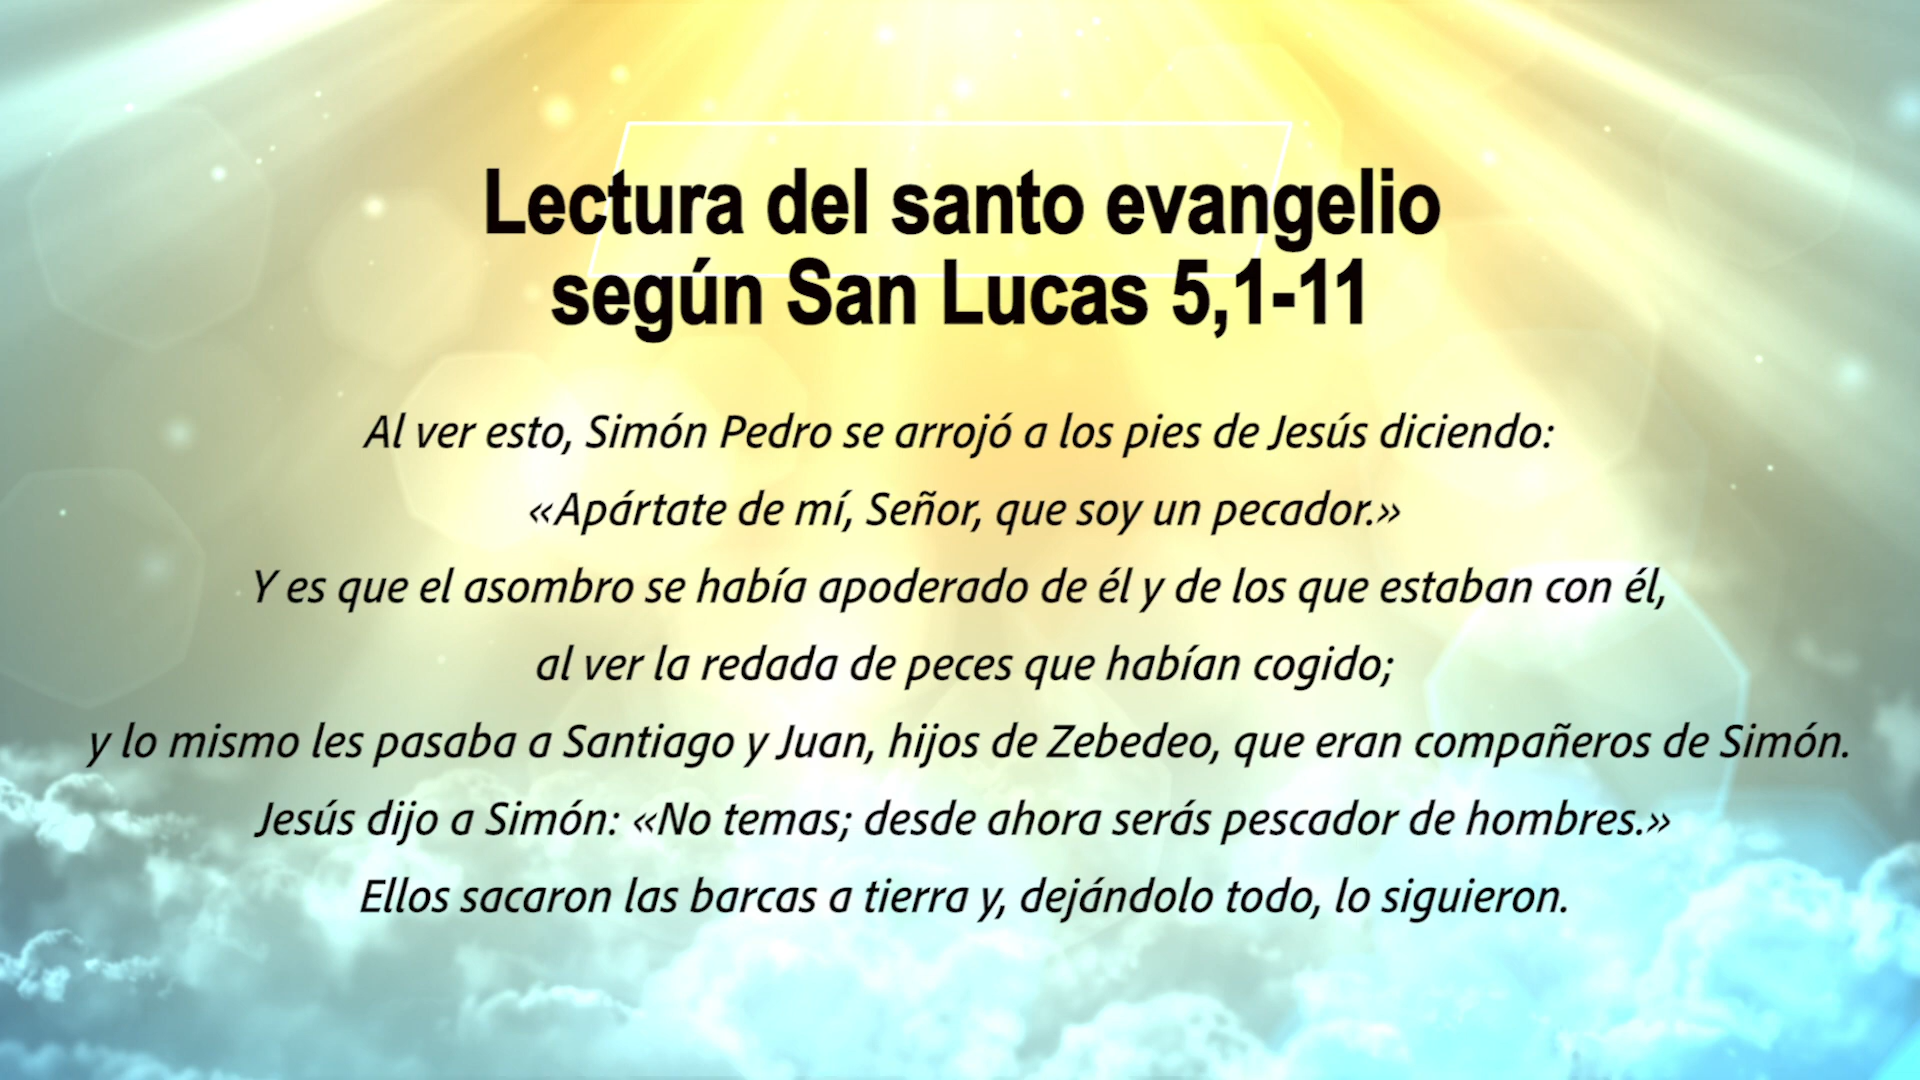 Lectura del santo evangelio
según San Lucas 5,1-11
Al ver esto, Simón Pedro se arrojó a los pies de Jesús diciendo:
«Apártate de mí, Señor, que soy un pecador.»
Y es que el asombro se había apoderado de él y de los que estaban con él,
al ver la redada de peces que habían cogido;
y lo mismo les pasaba a Santiago y Juan, hijos de Zebedeo, que eran compañeros de Simón.
Jesús dijo a Simón: «No temas; desde ahora serás pescador de hombres.»
Ellos sacaron las barcas a tierra y, dejándolo todo, lo siguieron.